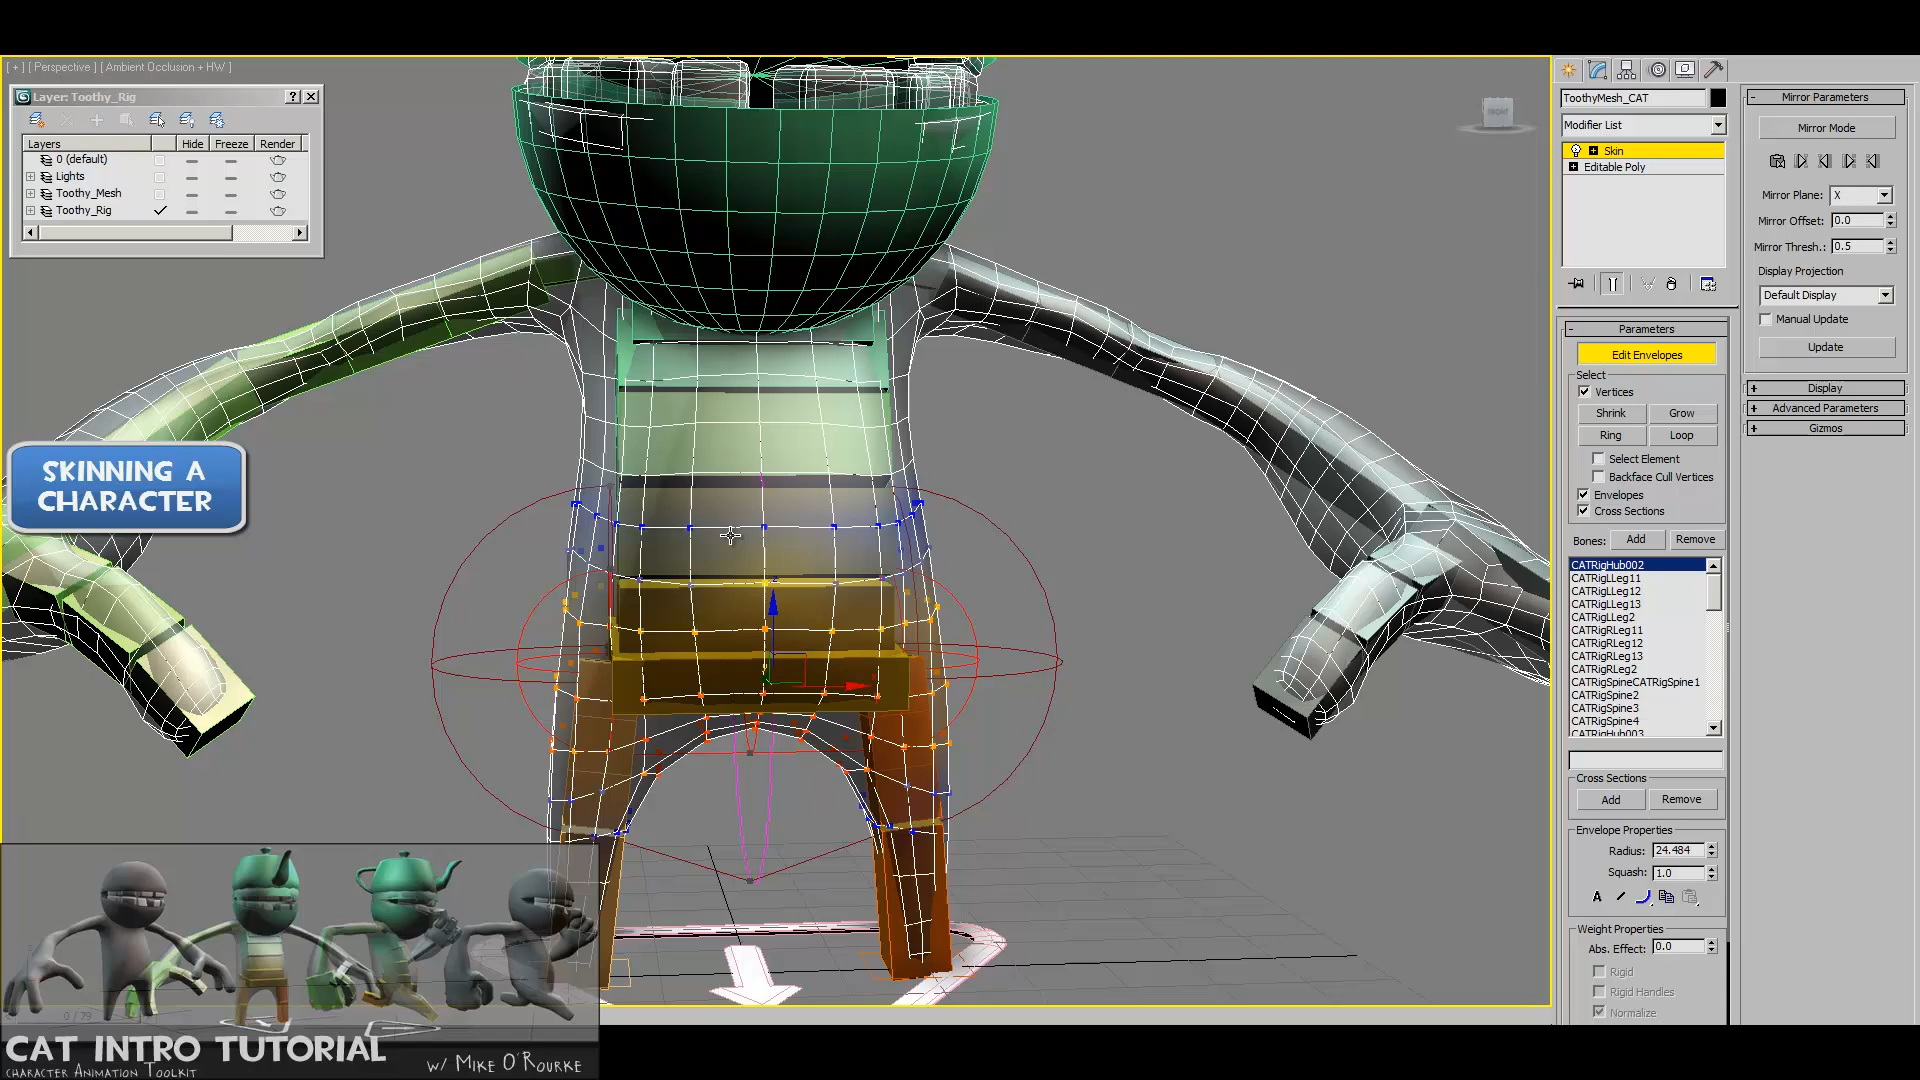 [ + ] [ Perspective ] [ Ambient Occlusion + HW ]
Layer: Toothy_Rig
Layers Hide Freeze Render
0 (default)
Lights
Toothy_Mesh
Toothy_Rig
SKINNING A
CHARACTER
0 / 79
CAT INTRO TUTORIAL
CHARACTER ANIMATION TOOLKIT
W/ MIKE O'ROURKE
FRONT
ToothyMesh_CAT
Modifier List
Skin
Editable Poly
Parameters
Edit Envelopes
Select
Vertices
Shrink Grow
Ring Loop
Select Element
Backface Cull Vertices
Envelopes
Cross Sections
Bones: Add Remove
CATRigHub002
CATRigLLeg11
CATRigLLeg12
CATRigLLeg13
CATRigLLeg2
CATRigRLeg11
CATRigRLeg12
CATRigRLeg13
CATRigRLeg2
CATRigSpineCATRigSpine1
CATRigSpine2
CATRigSpine3
CATRigSpine4
CATRigHub003
Cross Sections
Add Remove
Envelope Properties
Radius: 24.484
Squash: 1.0
A
Weight Properties
Abs. Effect: 0.0
Rigid
Rigid Handles
Normalize
Mirror Parameters
Mirror Mode
Mirror Plane: X
Mirror Offset: 0.0
Mirror Thresh.: 0.5
Display Projection
Default Display
Manual Update
Update
Display
Advanced Parameters
Gizmos